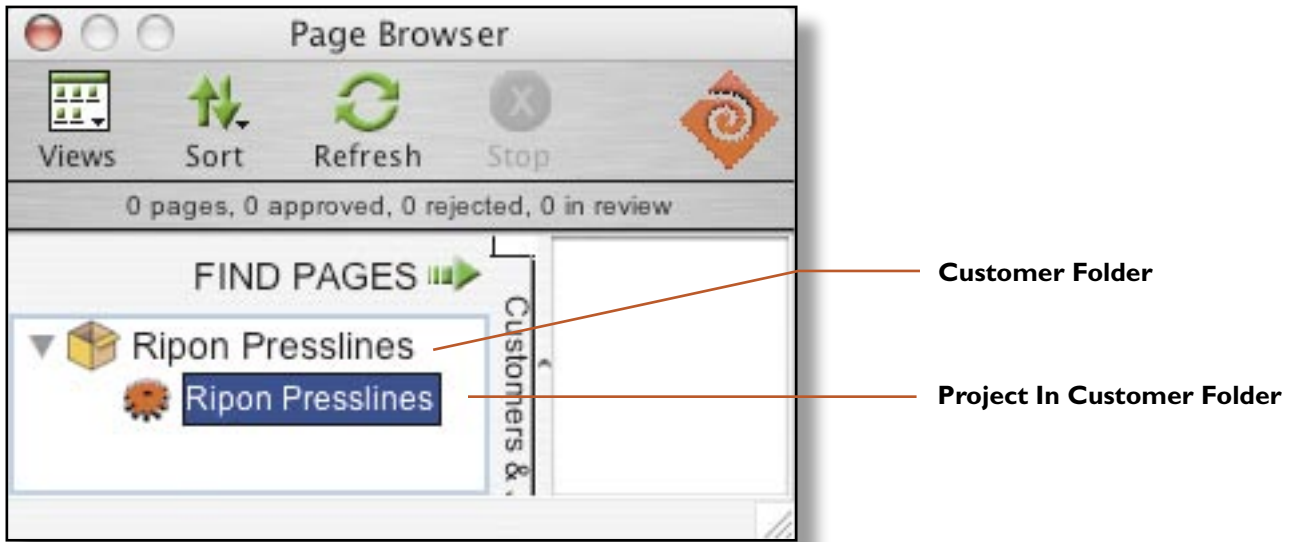 Page Browser
Views Sort Refresh Stop
0 pages, 0 approved, 0 rejected, 0 in review
FIND PAGES
Customers &
Ripon Presslines
Ripon Presslines
Customer Folder
Project In Customer Folder